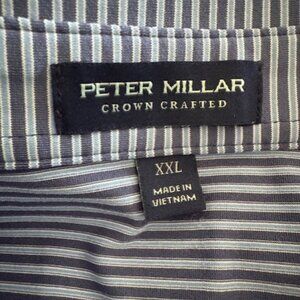 PETER MILLAR
CROWN CRAFTED
XXL
MADE IN
VIETNAM